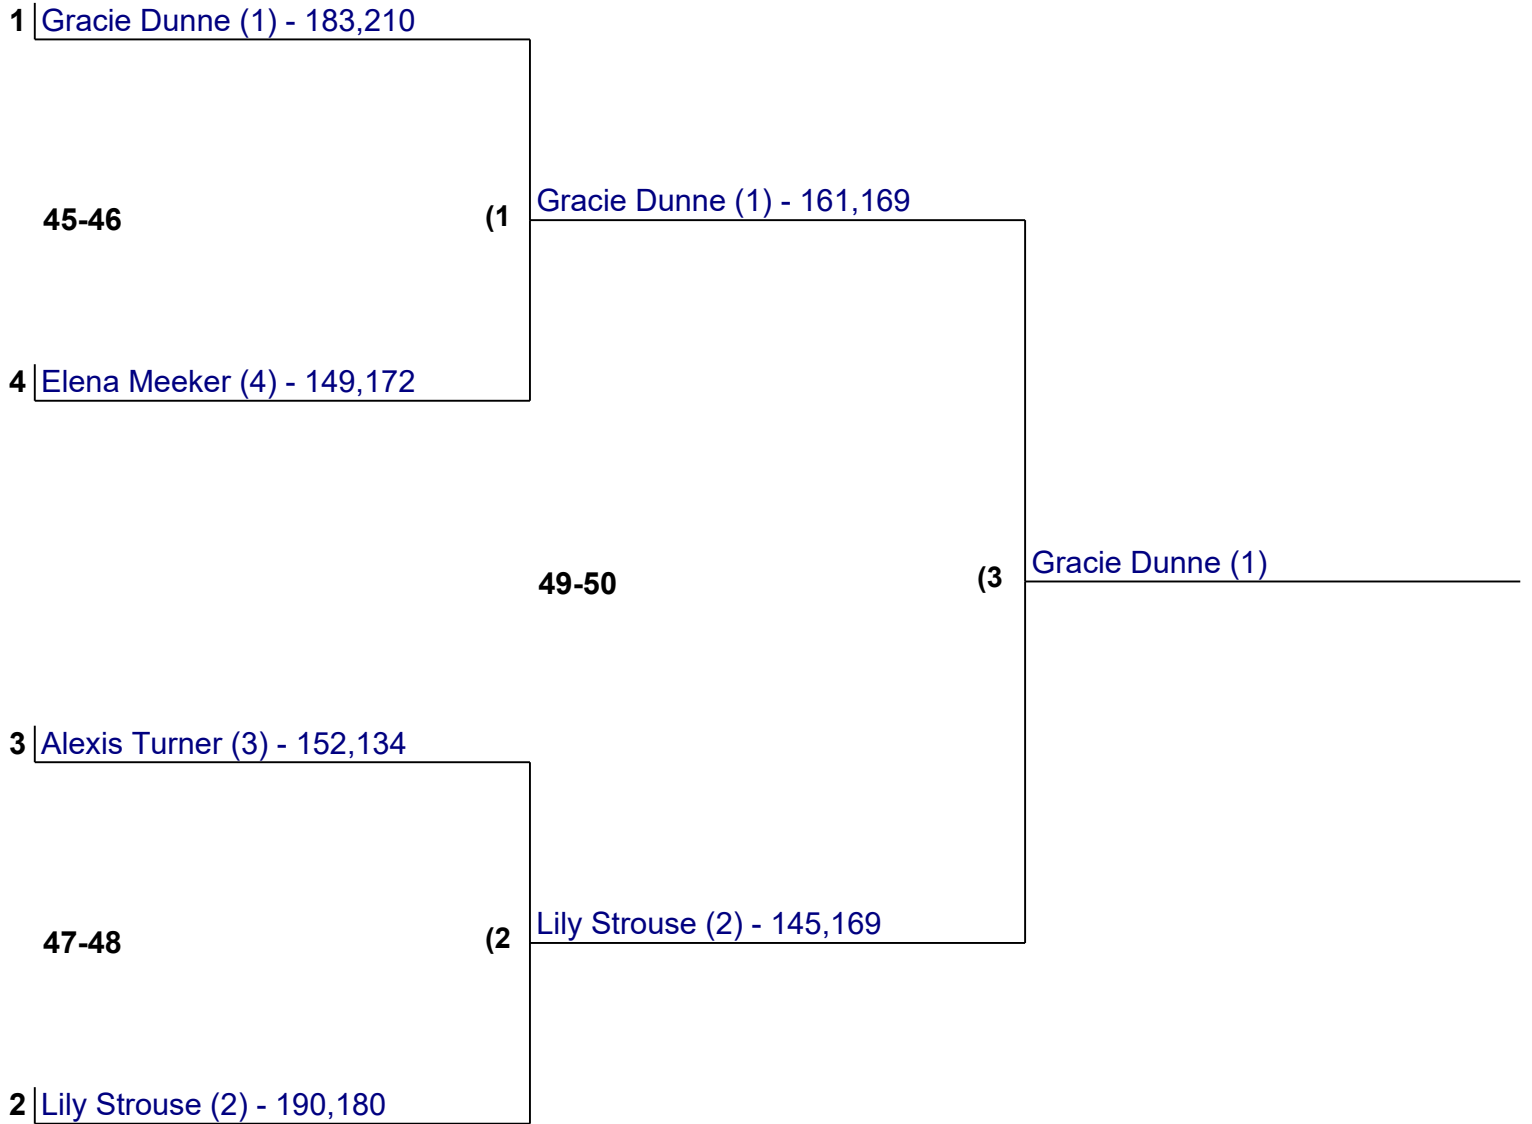 1 Gracie Dunne (1) - 183,210
45-46 (1
Gracie Dunne (1) - 161,169
4 Elena Meeker (4) - 149,172
49-50 (3
Gracie Dunne (1)
3 Alexis Turner (3) - 152,134
47-48 (2
Lily Strouse (2) - 145,169
2 Lily Strouse (2) - 190,180